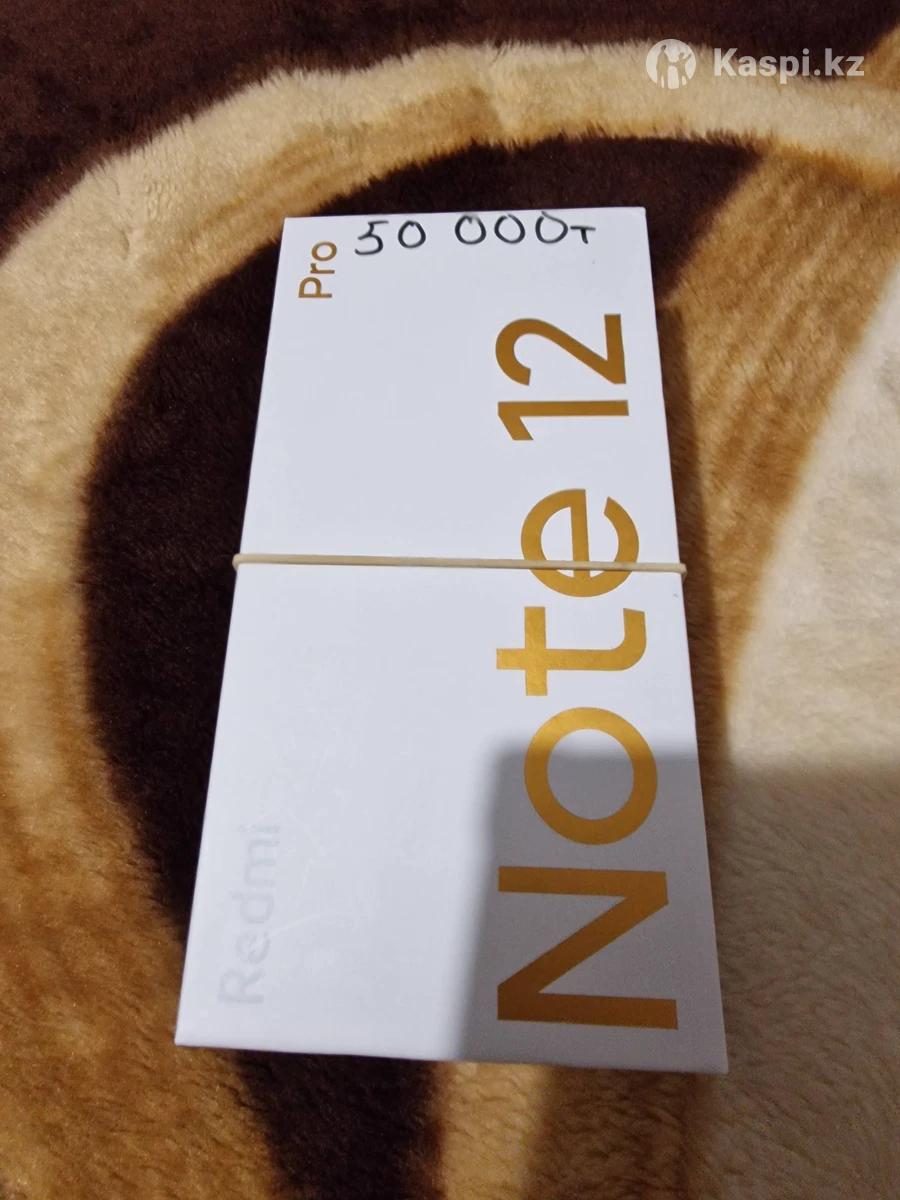 Kaspi.kz
50 000т
Pro
Note 12
Redmi